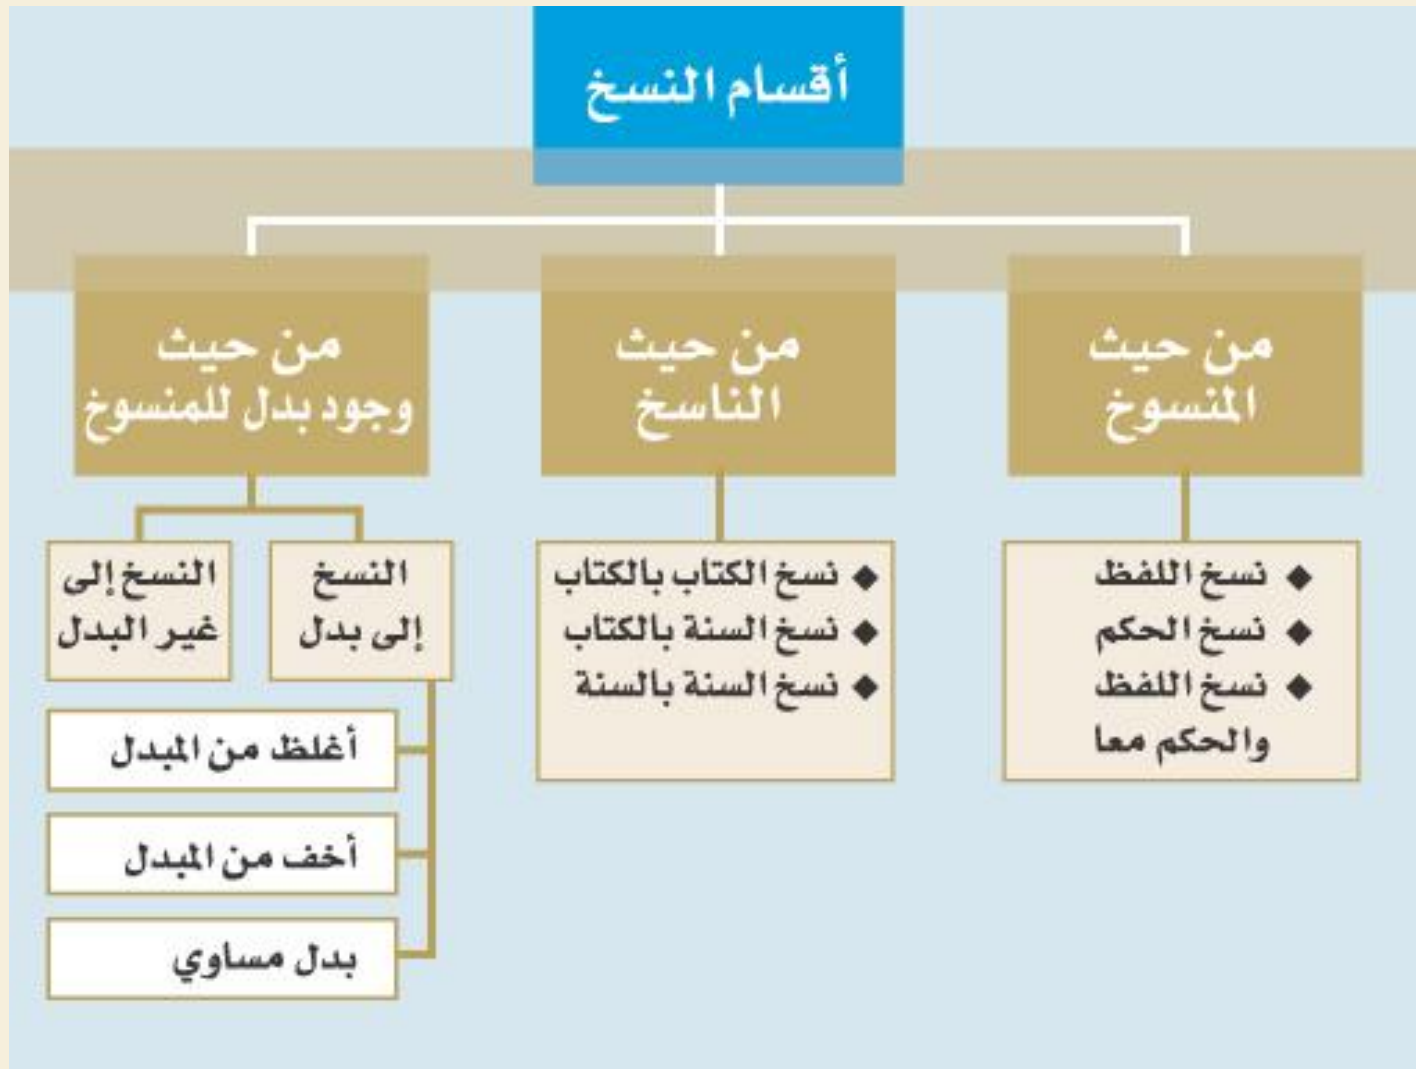 أقسام النسخ
من حيث
المنسوخ
◆ نسخ اللفظ
◆ نسخ الحكم
◆ نسخ اللفظ
والحكم معا
من حيث
الناسخ
◆ نسخ الكتاب بالكتاب
◆ نسخ السنة بالكتاب
◆ نسخ السنة بالسنة
من حيث
وجود بدل للمنسوخ
النسخ
إلى بدل
النسخ إلى
غير البدل
أغلظ من المبدل
أخف من المبدل
بدل مساوي